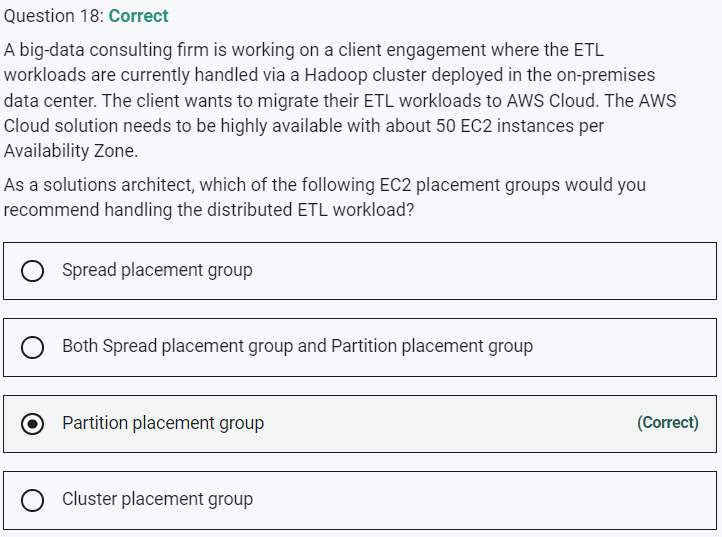 Question 18: Correct
A big-data consulting firm is working on a client engagement where the ETL
workloads are currently handled via a Hadoop cluster deployed in the on-premises
data center. The client wants to migrate their ETL workloads to AWS Cloud. The AWS
Cloud solution needs to be highly available with about 50 EC2 instances per
Availability Zone.
As a solutions architect, which of the following EC2 placement groups would you
recommend handling the distributed ETL workload?
Spread placement group
Both Spread placement group and Partition placement group
Partition placement group (Correct)
Cluster placement group